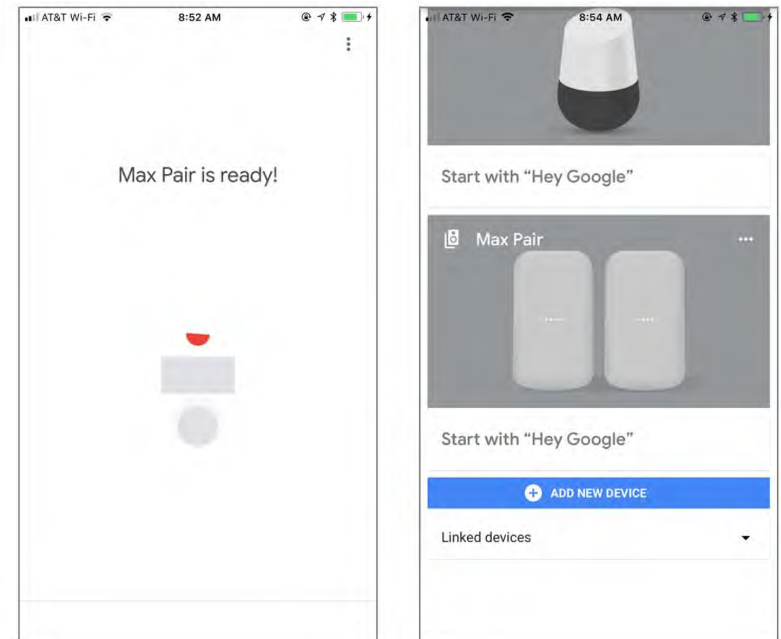 AT&T Wi-Fi 8:52 AM
Max Pair is ready!
AT&T Wi-Fi 8:54 AM
Start with “Hey Google”
Max Pair
Start with “Hey Google”
ADD NEW DEVICE
Linked devices